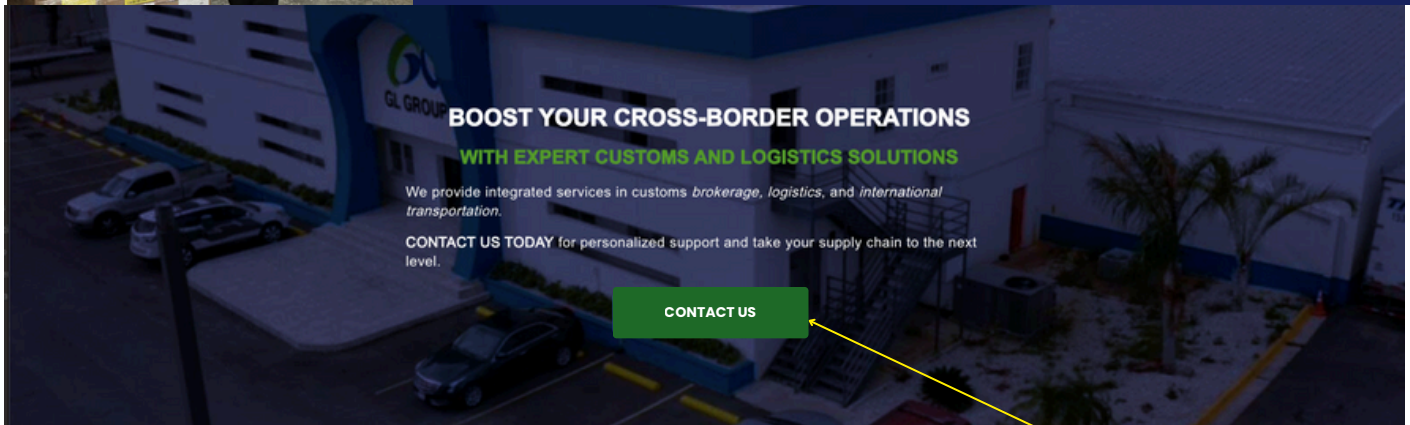 GL GROUP
BOOST YOUR CROSS-BORDER OPERATIONS
WITH EXPERT CUSTOMS AND LOGISTICS SOLUTIONS
We provide integrated services in customs brokerage, logistics, and international
transportation.
CONTACT US TODAY for personalized support and take your supply chain to the next
level.
CONTACT US